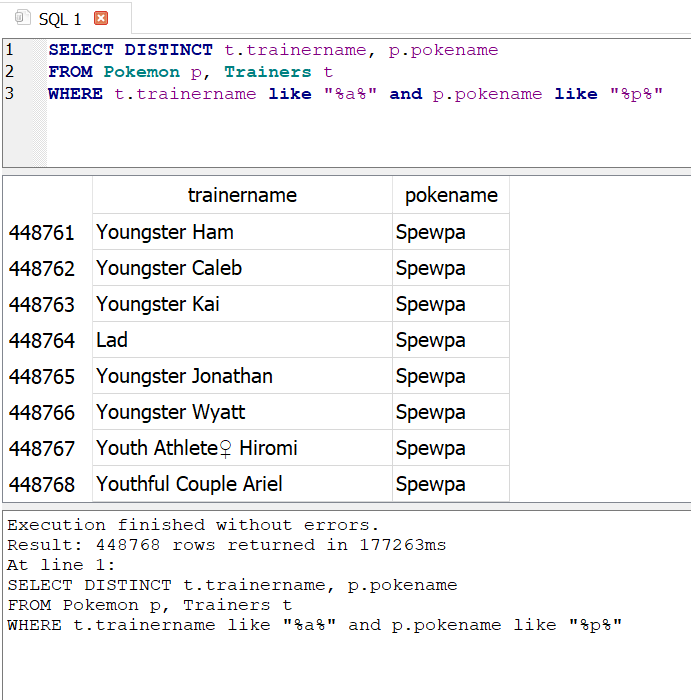 SQL 1
1 SELECT DISTINCT t.trainername, p.pokename
2 FROM Pokemon p, Trainers t
3 WHERE t.trainername like "%a%" and p.pokename like "%p%"
trainername pokename
448761 Youngster Ham Spewpa
448762 Youngster Caleb Spewpa
448763 Youngster Kai Spewpa
448764 Lad Spewpa
448765 Youngster Jonathan Spewpa
448766 Youngster Wyatt Spewpa
448767 Youth Athlete♀ Hiromi Spewpa
448768 Youthful Couple Ariel Spewpa
Execution finished without errors.
Result: 448768 rows returned in 177263ms
At line 1:
SELECT DISTINCT t.trainername, p.pokename
FROM Pokemon p, Trainers t
WHERE t.trainername like "%a%" and p.pokename like "%p%"